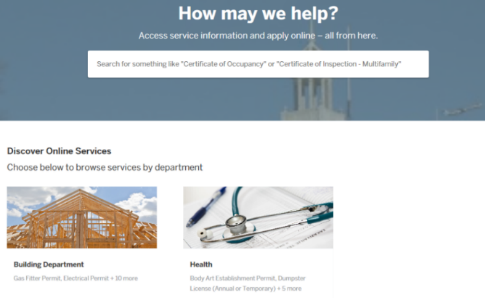 How may we help?
Access service information and apply online – all from here.
Search for something like "Certificate of Occupancy" or "Certificate of Inspection - Multifamily"
Discover Online Services
Choose below to browse services by department
Building Department
Health
Gas Fitter Permit, Electrical Permit + 10 more
Body Art Establishment Permit, Dumpster
License (Annual or Temporary) + 5 more